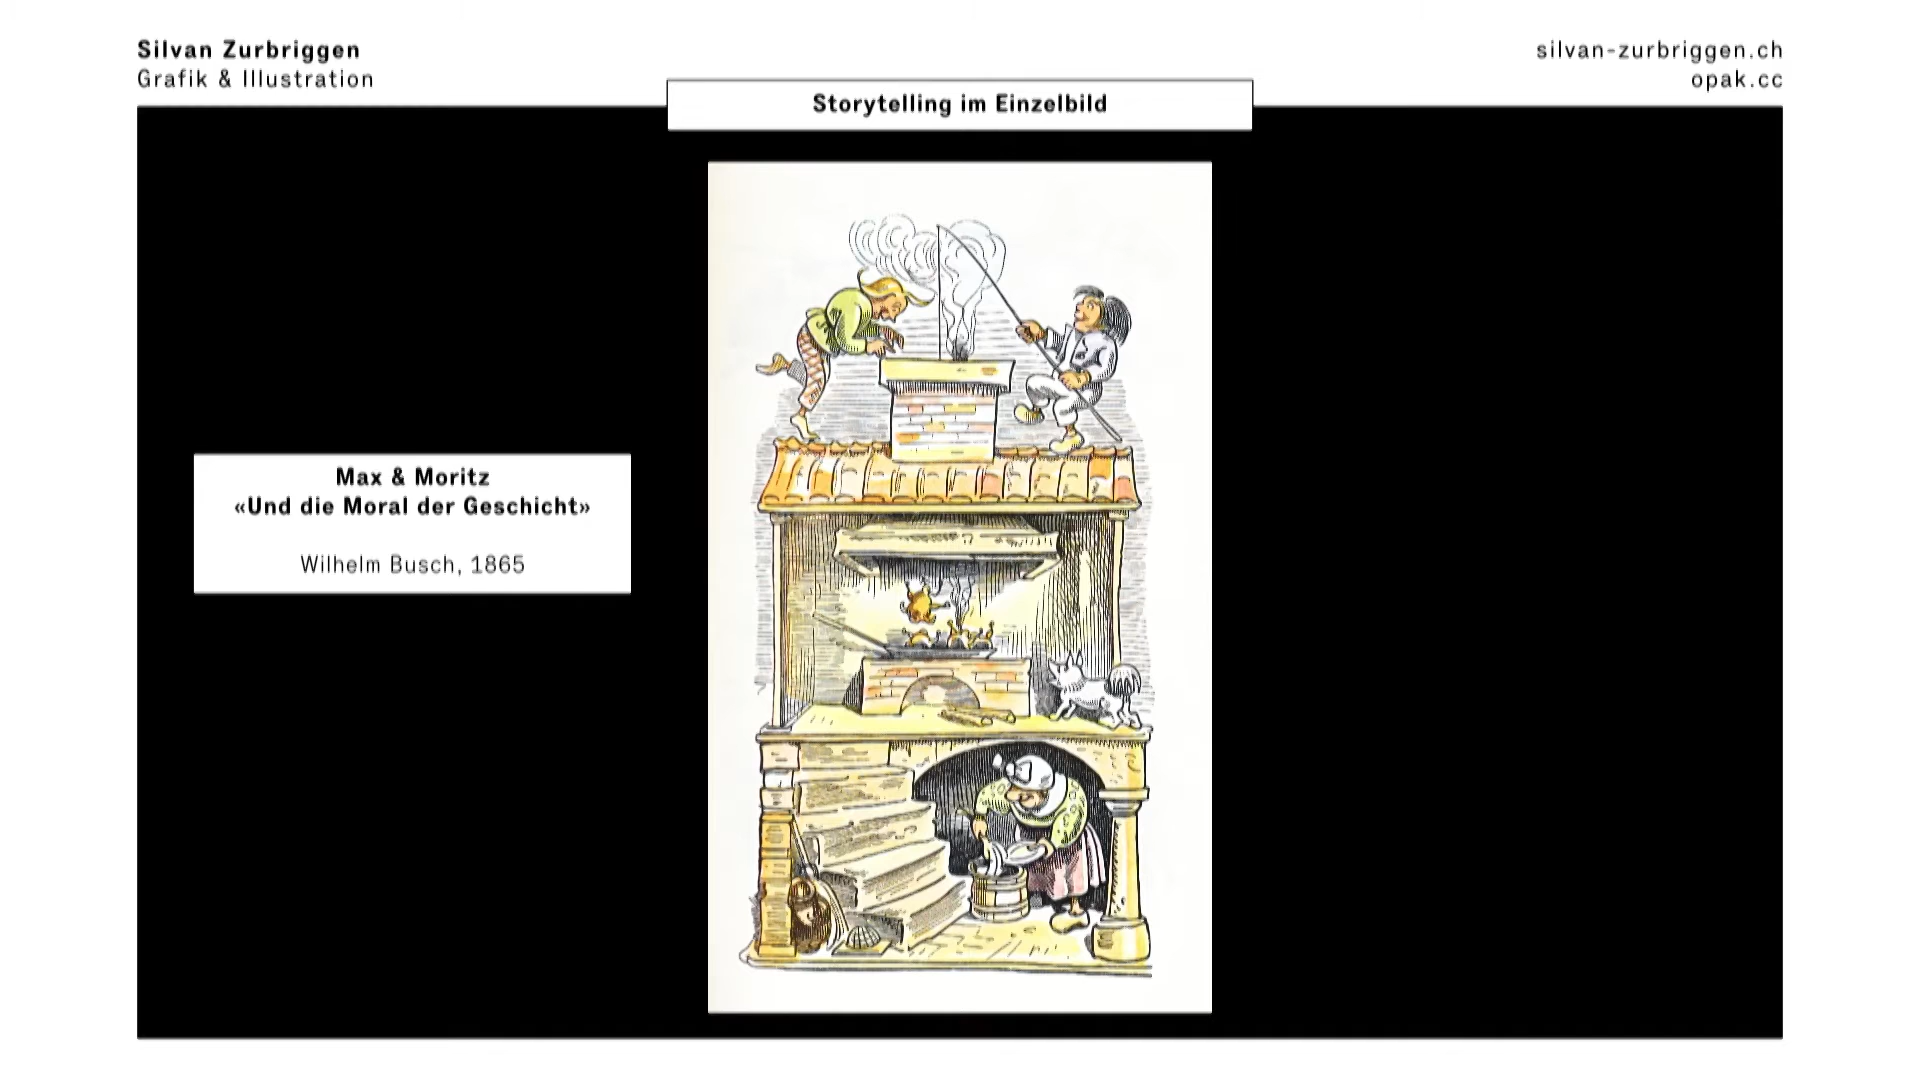 Silvan Zurbriggen
Grafik & Illustration
silvan-zurbriggen.ch
opak.cc
Storytelling im Einzelbild
Max & Moritz
«Und die Moral der Geschicht»
Wilhelm Busch, 1865